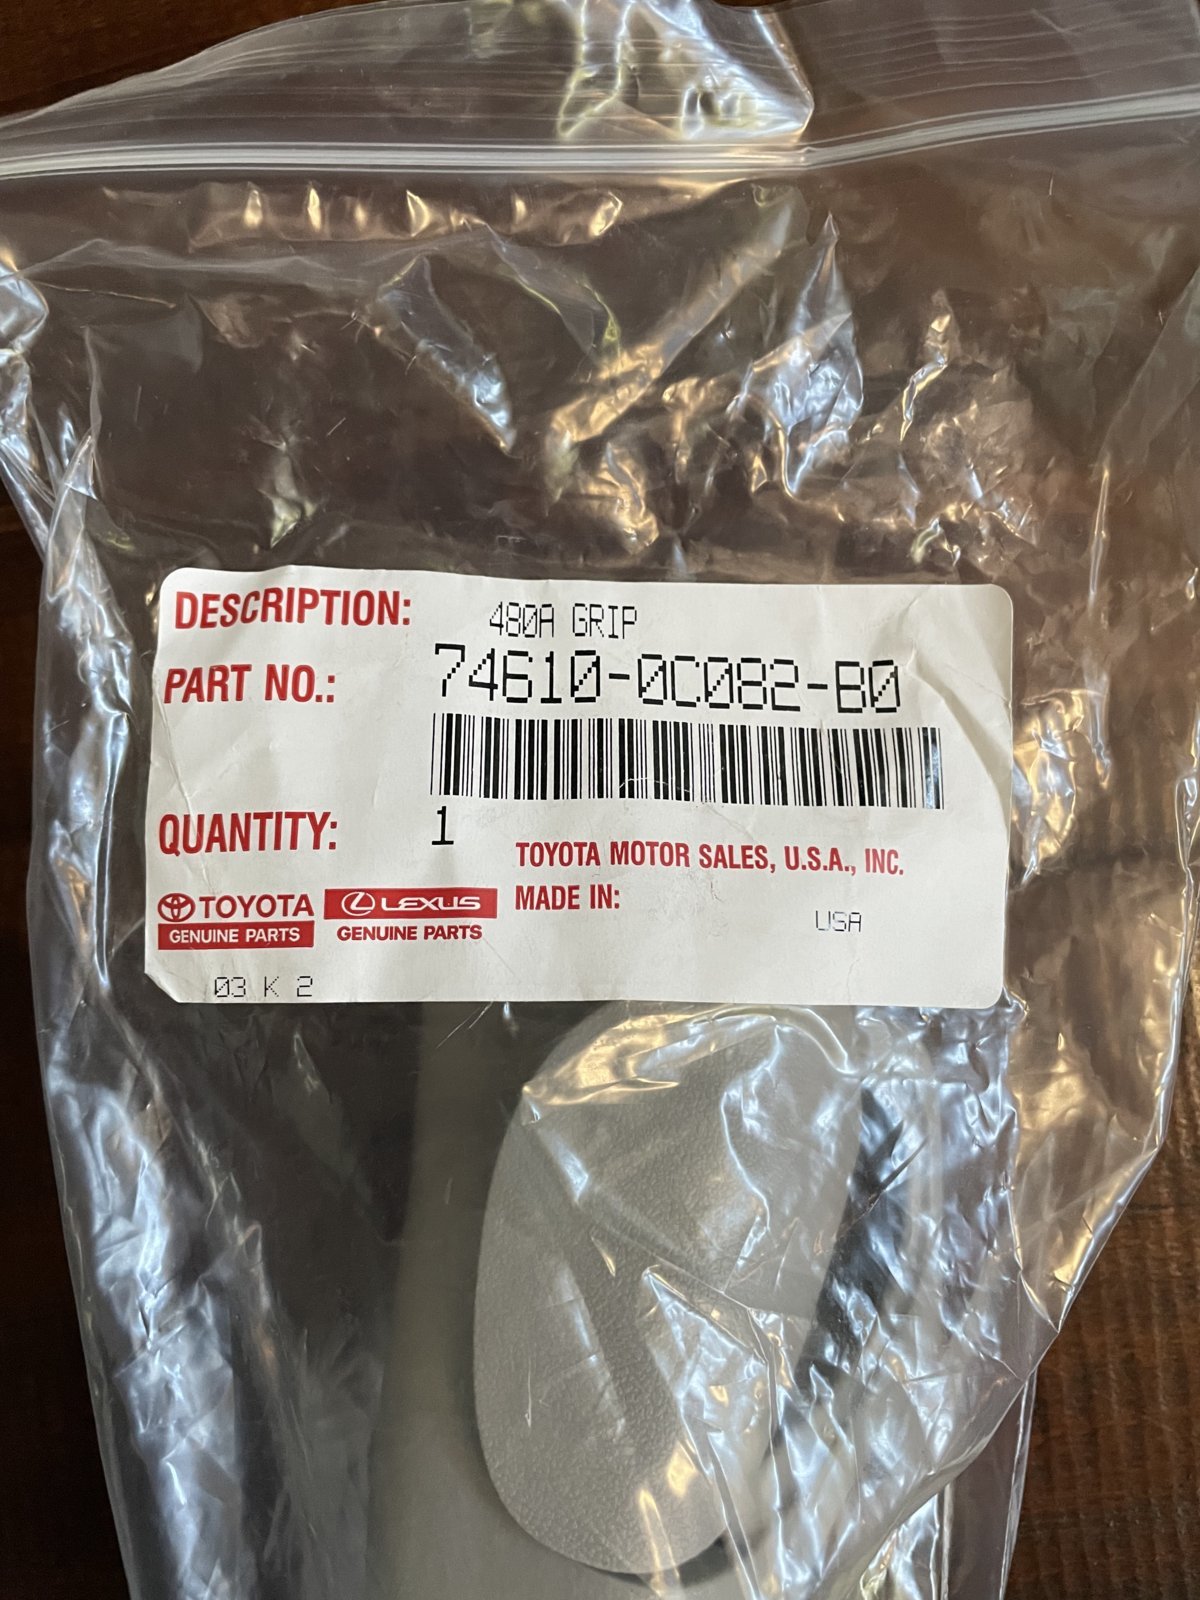 DESCRIPTION: 480A GRIP
PART NO.: 74610-0C082-B0
QUANTITY: 1
TOYOTA MOTOR SALES, U.S.A., INC.
MADE IN: USA
TOYOTA
GENUINE PARTS
LEXUS
GENUINE PARTS
03 K 2